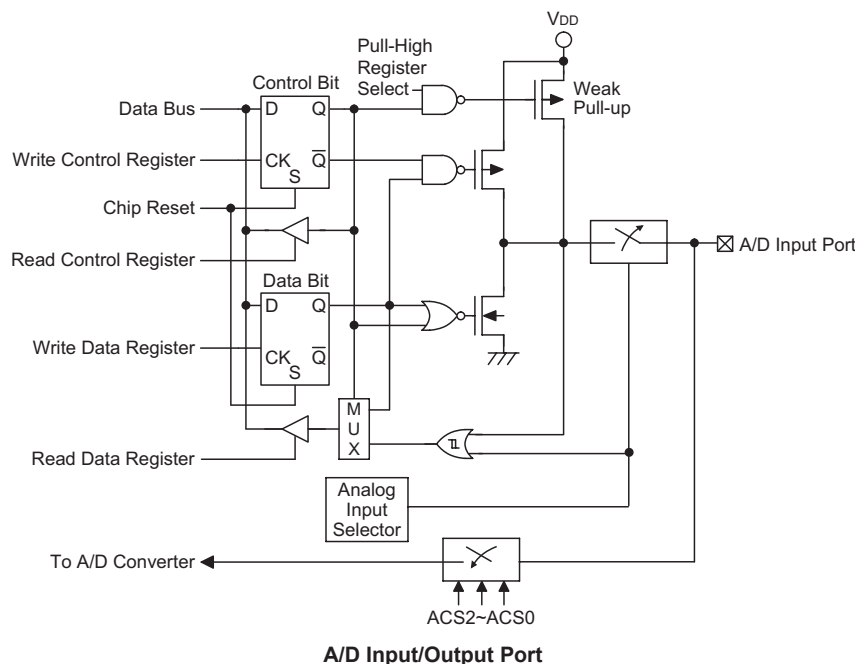 VDD
Pull-High
Register
Select
Control Bit
Weak
Pull-up
Data Bus
D
Q
Write Control Register
CK
Q
S
Chip Reset
Read Control Register
A/D Input Port
Data Bit
D
Q
Write Data Register
CK
Q
S
M
U
X
Read Data Register
Analog
Input
Selector
To A/D Converter
ACS2~ACS0
A/D Input/Output Port